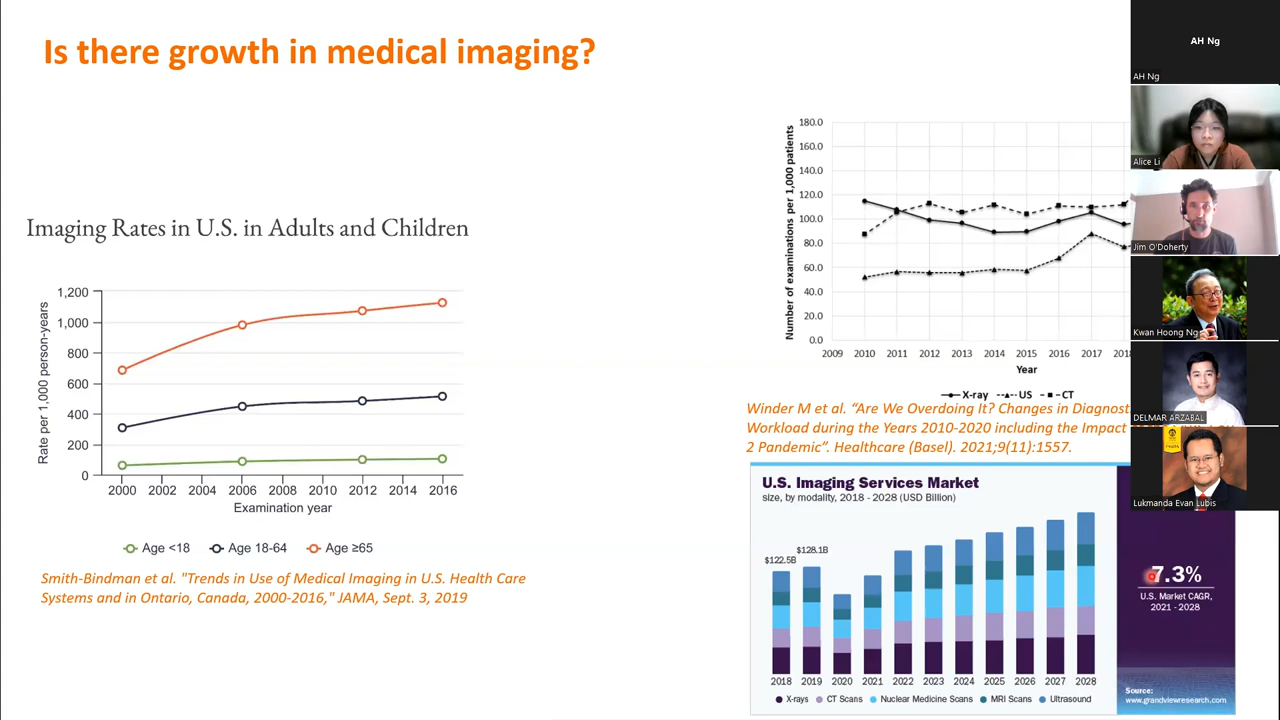 Is there growth in medical imaging?
Imaging Rates in U.S. in Adults and Children
Rate per 1,000 person-years
1,200
1,000
800
600
400
200
0
2000 2002 2004 2006 2008 2010 2012 2014 2016
Examination year
Age <18 Age 18-64 Age ≥65
Smith-Bindman et al. "Trends in Use of Medical Imaging in U.S. Health Care
Systems and in Ontario, Canada, 2000-2016," JAMA, Sept. 3, 2019
Number of examinations per 1,000 patients
180.0
160.0
140.0
120.0
100.0
80.0
60.0
40.0
20.0
0.0
2009 2010 2011 2012 2013 2014 2015 2016 2017 2018
Year
X-ray US CT
Winder M et al. “Are We Overdoing It? Changes in Diagnost
Workload during the Years 2010-2020 including the Impact
2 Pandemic”. Healthcare (Basel). 2021;9(11):1557.
U.S. Imaging Services Market
size, by modality, 2018 - 2028 (USD Billion)
$122.5B
$128.1B
2018 2019 2020 2021 2022 2023 2024 2025 2026 2027 2028
X-rays CT Scans Nuclear Medicine Scans MRI Scans Ultrasound
7.3%
U.S. Market CAGR,
2021 - 2028
Source:
www.grandviewresearch.com
AH Ng
AH Ng
Alice Li
Jim O'Doherty
Kwan Hoong Ng
DELMAR ARZABAL
Lukmanda Evan Lubis